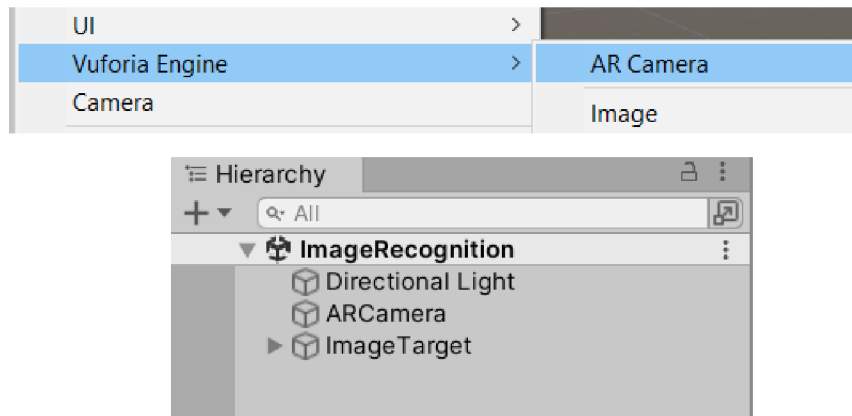 UI
Vuforia Engine
AR Camera
Camera
Image
Hierarchy
All
ImageRecognition
Directional Light
ARCamera
ImageTarget